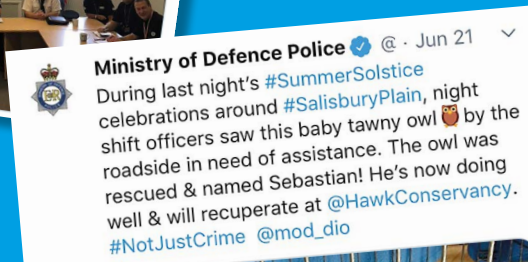 Ministry of Defence Police @ · Jun 21
During last night's #SummerSolstice
celebrations around #SalisburyPlain, night
shift officers saw this baby tawny owl🦉by the
roadside in need of assistance. The owl was
rescued & named Sebastian! He's now doing
well & will recuperate at @HawkConservancy.
#NotJustCrime @mod_dio